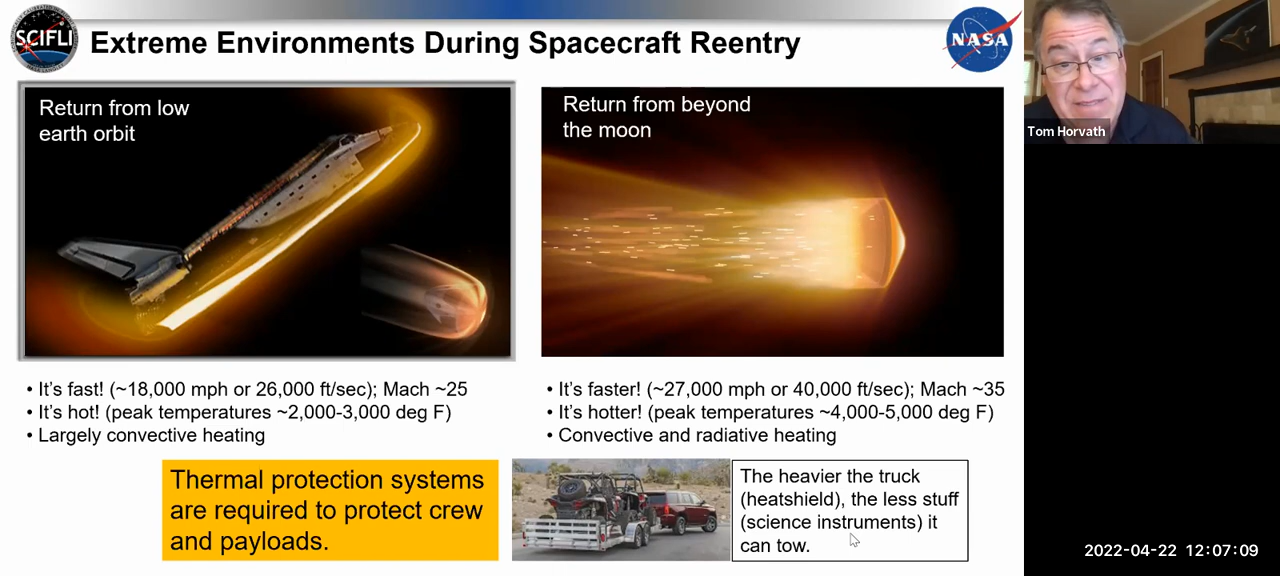 SCIFLI
Extreme Environments During Spacecraft Reentry
NASA
Return from low
earth orbit
Return from beyond
the moon
• It's fast! (~18,000 mph or 26,000 ft/sec); Mach ~25
• It's hot! (peak temperatures ~2,000-3,000 deg F)
• Largely convective heating
• It's faster! (~27,000 mph or 40,000 ft/sec); Mach ~35
• It's hotter! (peak temperatures ~4,000-5,000 deg F)
• Convective and radiative heating
Thermal protection systems
are required to protect crew
and payloads.
The heavier the truck
(heatshield), the less stuff
(science instruments) it
can tow.
Tom Horvath
2022-04-22 12:07:09